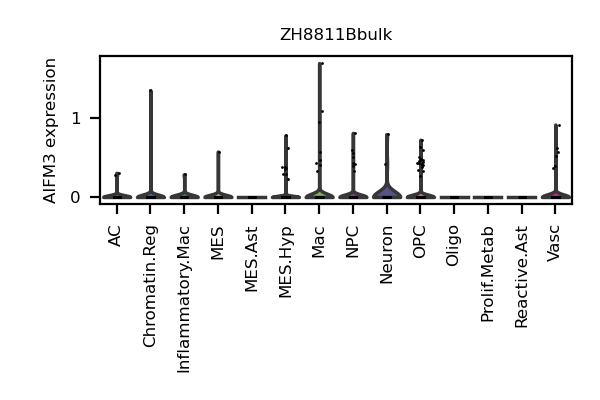 ZH8811Bbulk
AIFM3 expression
1
0
AC
Chromatin.Reg
Inflammatory.Mac
MES
MES.Ast
MES.Hyp
Mac
NPC
Neuron
OPC
Oligo
Prolif.Metab
Reactive.Ast
Vasc